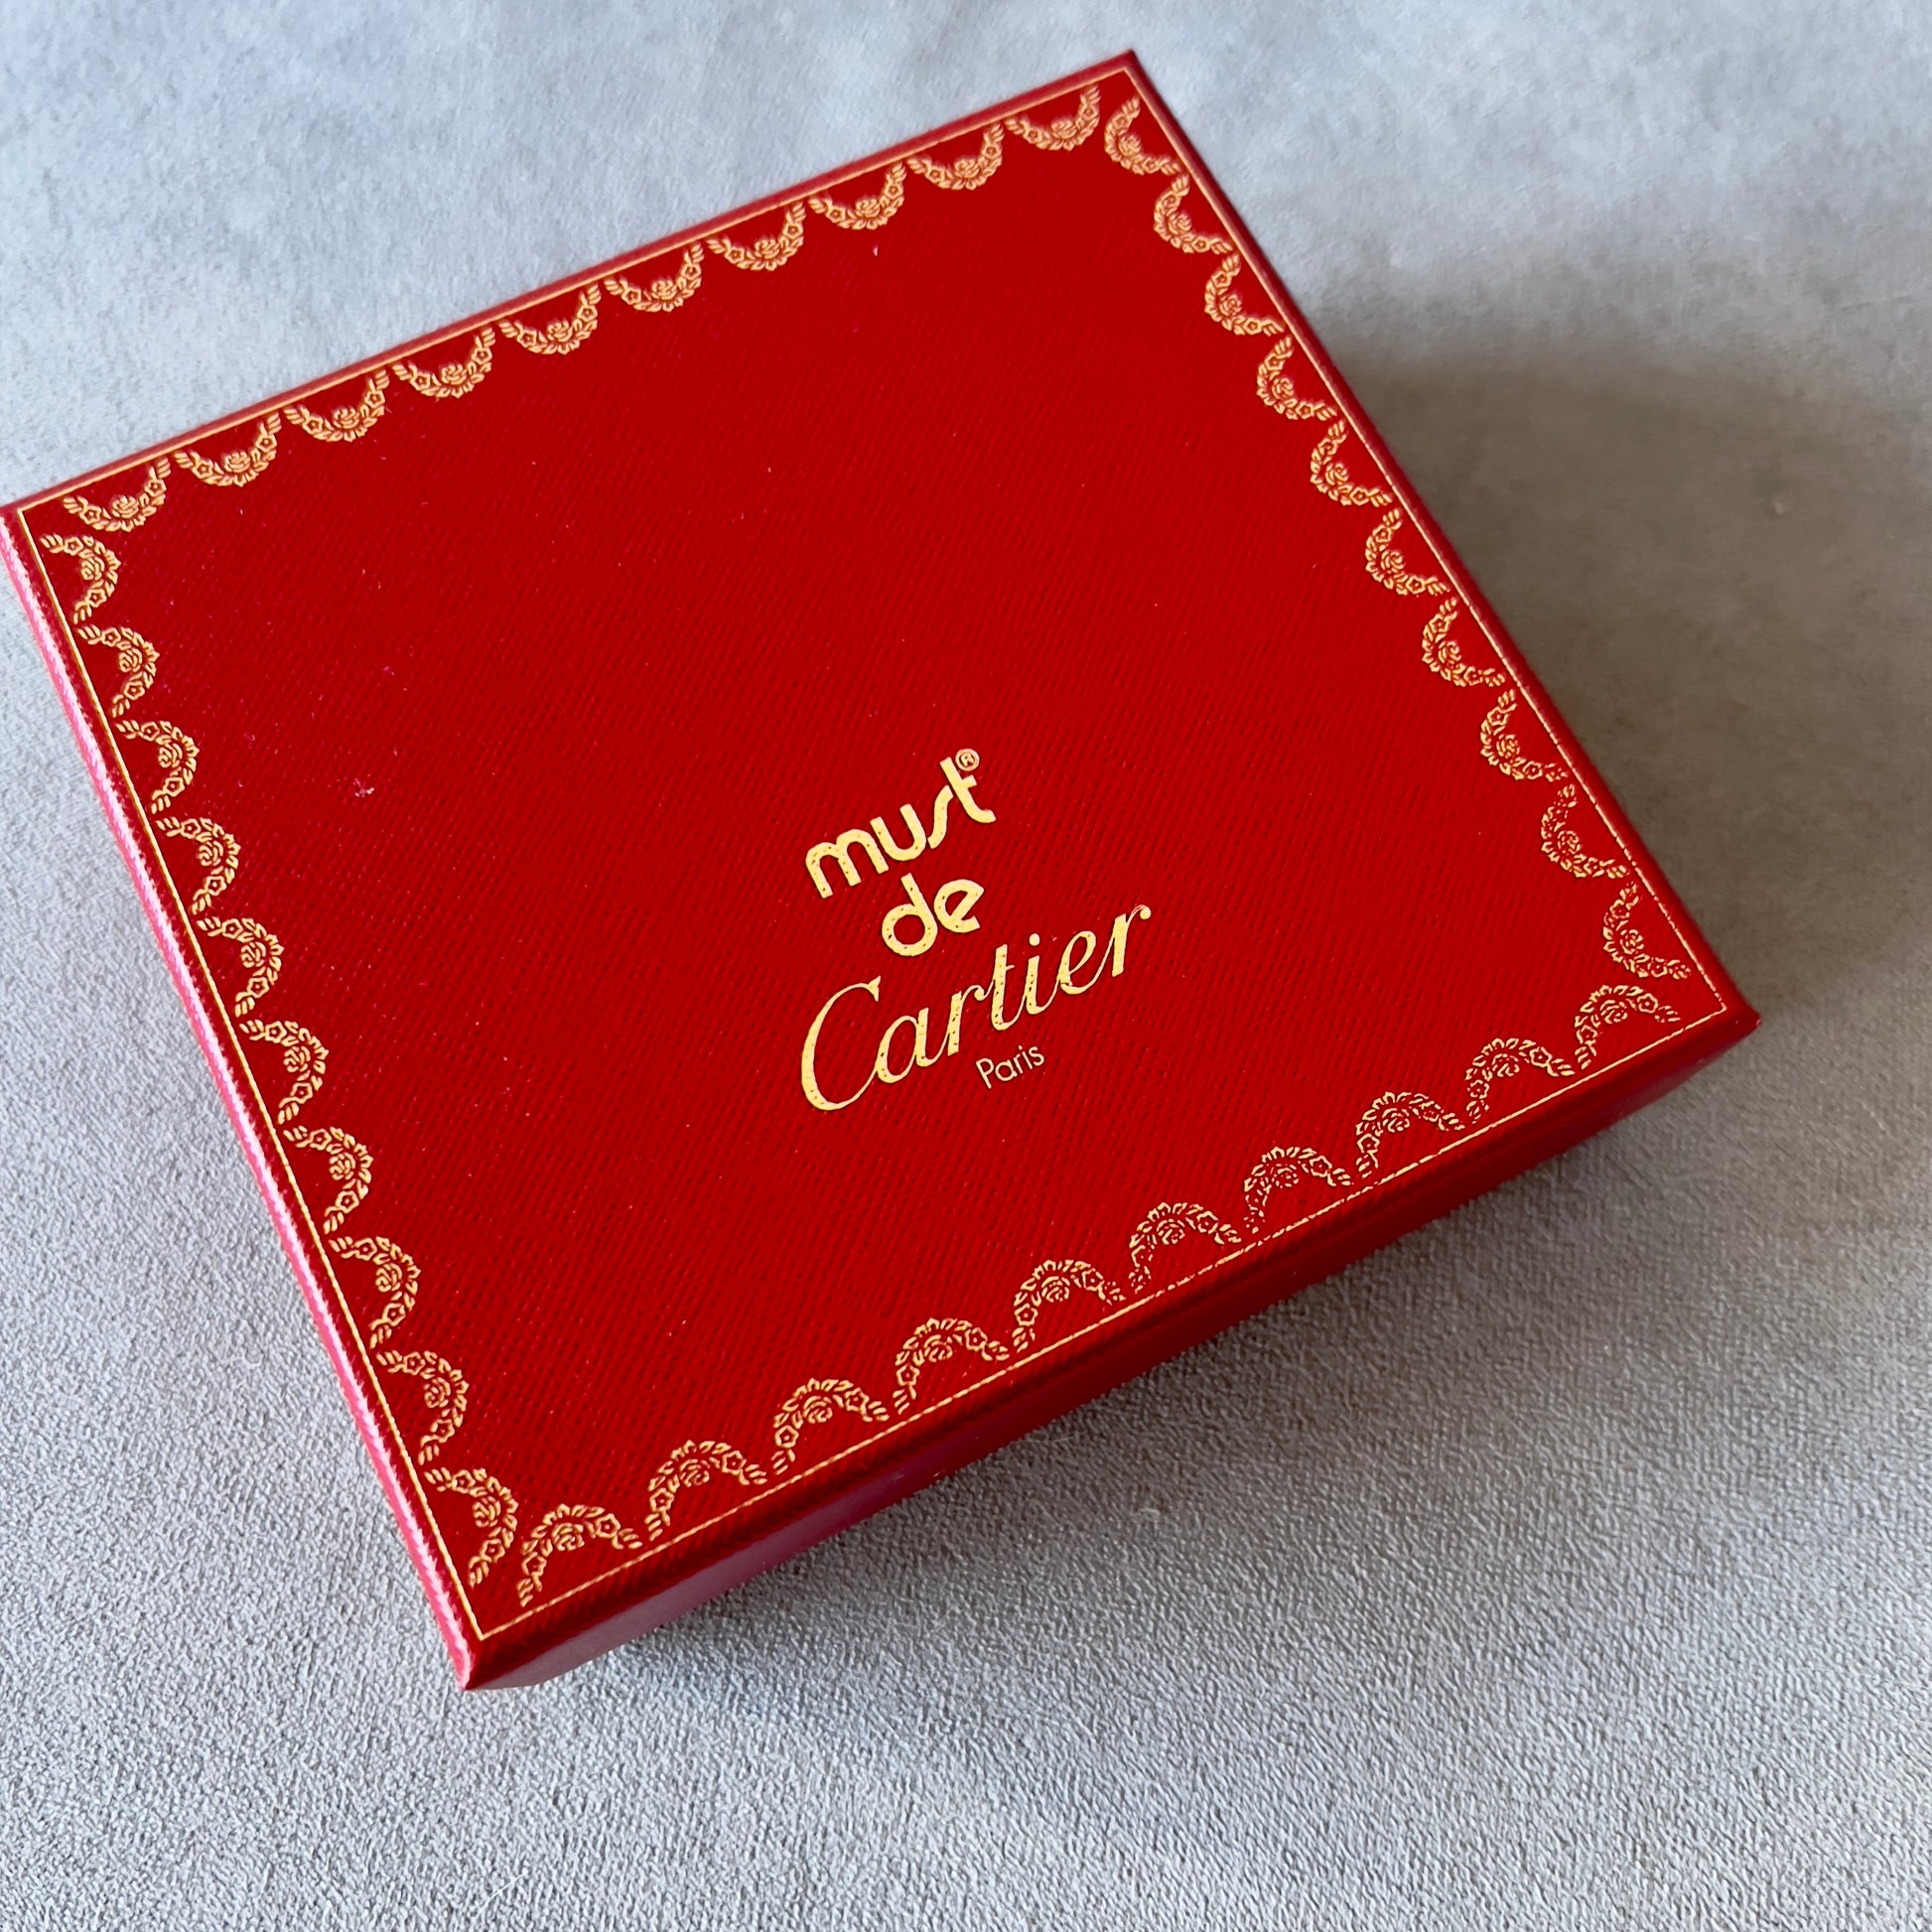 must®
de
Cartier
Paris